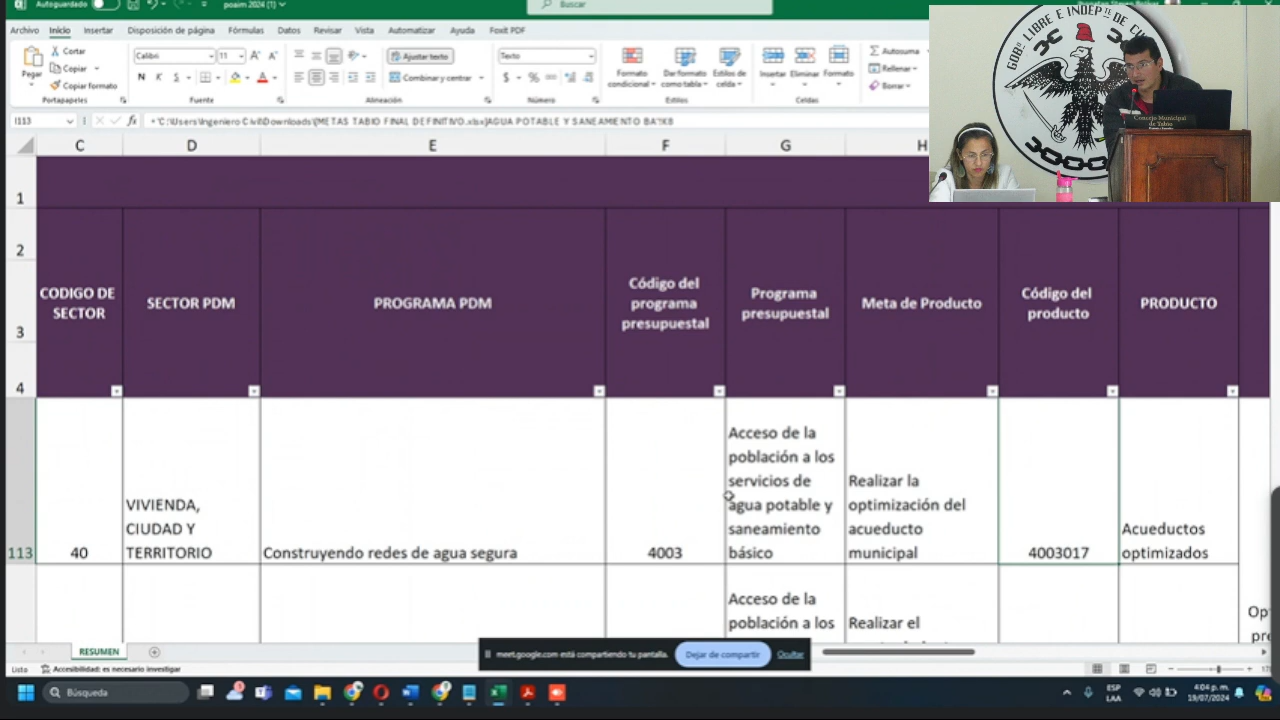 Autoguardado
poaim 2024 (1)
Buscar
Archivo Inicio Insertar Disposición de página Fórmulas Datos Revisar Vista Automatizar Ayuda Foxit PDF
Pegar
Cortar
Copiar
Copiar formato
Portapapeles
Calibri 11
N K S
Fuente
Ajustar texto
Combinar y centrar
Alineación
Texto
Número
Formato condicional
Dar formato como tabla
Estilos de celda
Estilos
Insertar Eliminar Formato
Celdas
Autosuma
Rellenar
Borrar
I113
C D E F G H
1
2
3
4
CODIGO DE SECTOR
SECTOR PDM
PROGRAMA PDM
Código del programa presupuestal
Programa presupuestal
Meta de Producto
Código del producto
PRODUCTO
113
40
VIVIENDA, CIUDAD Y TERRITORIO
Construyendo redes de agua segura
4003
Acceso de la población a los servicios de agua potable y saneamiento básico
Realizar la optimización del acueducto municipal
4003017
Acueductos optimizados
Acceso de la población a los
Realizar el
RESUMEN
meet.google.com está compartiendo tu pantalla.
Dejar de compartir
Ocultar
Listo
Accesibilidad: es necesario investigar
Búsqueda
ESP
LAA
4:04 p. m.
19/07/2024
Concejo Municipal
de Tabio